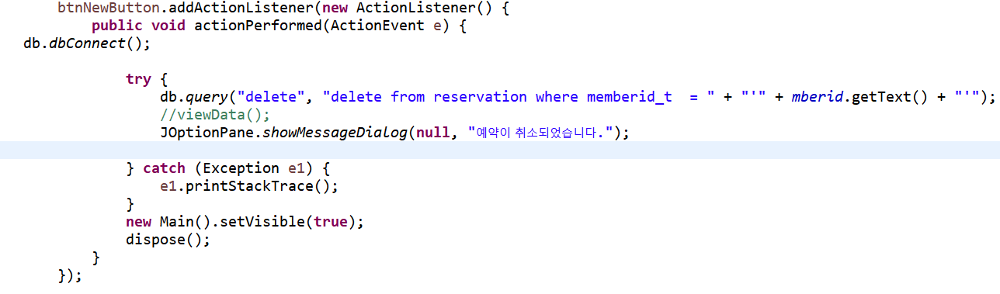 btnNewButton.addActionListener(new ActionListener() {
public void actionPerformed(ActionEvent e) {
db.dbConnect();
try {
db.query("delete", "delete from reservation where memberid_t  = " + "'" + mberid.getText() + "'");
//viewData();
JOptionPane.showMessageDialog(null, "예약이 취소되었습니다.");
} catch (Exception e1) {
e1.printStackTrace();
}
new Main().setVisible(true);
dispose();
}
});